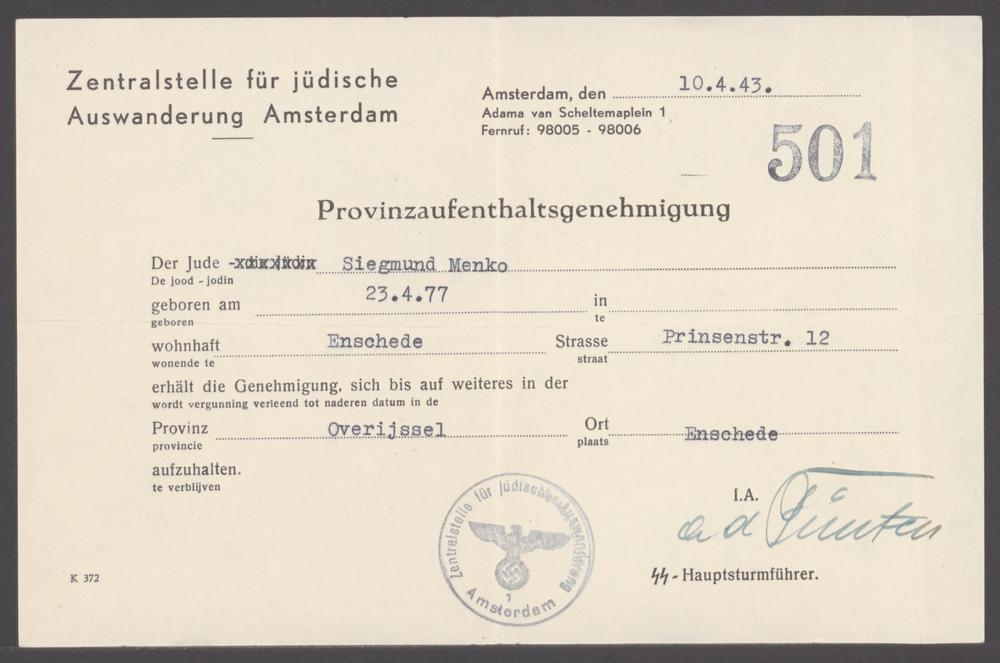 Zentralstelle für jüdische
Auswanderung Amsterdam
Amsterdam, den 10.4.43.
Adama van Scheltemaplein 1
Fernruf: 98005 - 98006
501
Provinzaufenthaltsgenehmigung
Der Jude - Siegmund Menko
De jood - jodin
geboren am 23.4.77 in
geboren te
wohnhaft Enschede Strasse Prinsenstr. 12
wonende te straat
erhält die Genehmigung, sich bis auf weiteres in der
wordt vergunning verleend tot naderen datum in de
Provinz Overijssel Ort Enschede
provincie plaats
aufzuhalten.
te verblijven
I.A.
a d Fünten
SS-Hauptsturmführer.
Zentralstelle für jüdische Auswanderung
1
Amsterdam
K 372